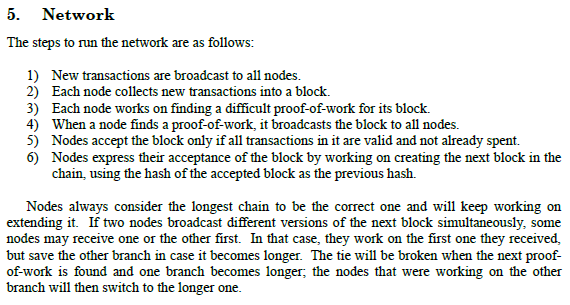 5. Network
The steps to run the network are as follows:
1) New transactions are broadcast to all nodes.
2) Each node collects new transactions into a block.
3) Each node works on finding a difficult proof-of-work for its block.
4) When a node finds a proof-of-work, it broadcasts the block to all nodes.
5) Nodes accept the block only if all transactions in it are valid and not already spent.
6) Nodes express their acceptance of the block by working on creating the next block in the
chain, using the hash of the accepted block as the previous hash.
Nodes always consider the longest chain to be the correct one and will keep working on
extending it. If two nodes broadcast different versions of the next block simultaneously, some
nodes may receive one or the other first. In that case, they work on the first one they received,
but save the other branch in case it becomes longer. The tie will be broken when the next proof-
of-work is found and one branch becomes longer; the nodes that were working on the other
branch will then switch to the longer one.